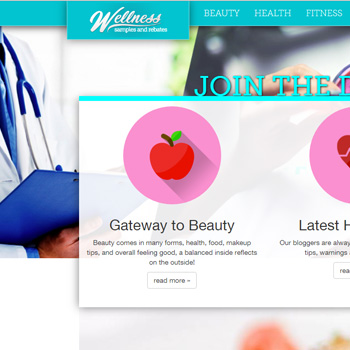 Wellness
samples and rebates
BEAUTY HEALTH FITNESS
JOIN THE
Gateway to Beauty
Beauty comes in many forms, health, food, makeup
tips, and overall feeling good, a balanced inside reflects
on the outside!
read more »
Latest H
Our bloggers are alway
tips, warnings
read